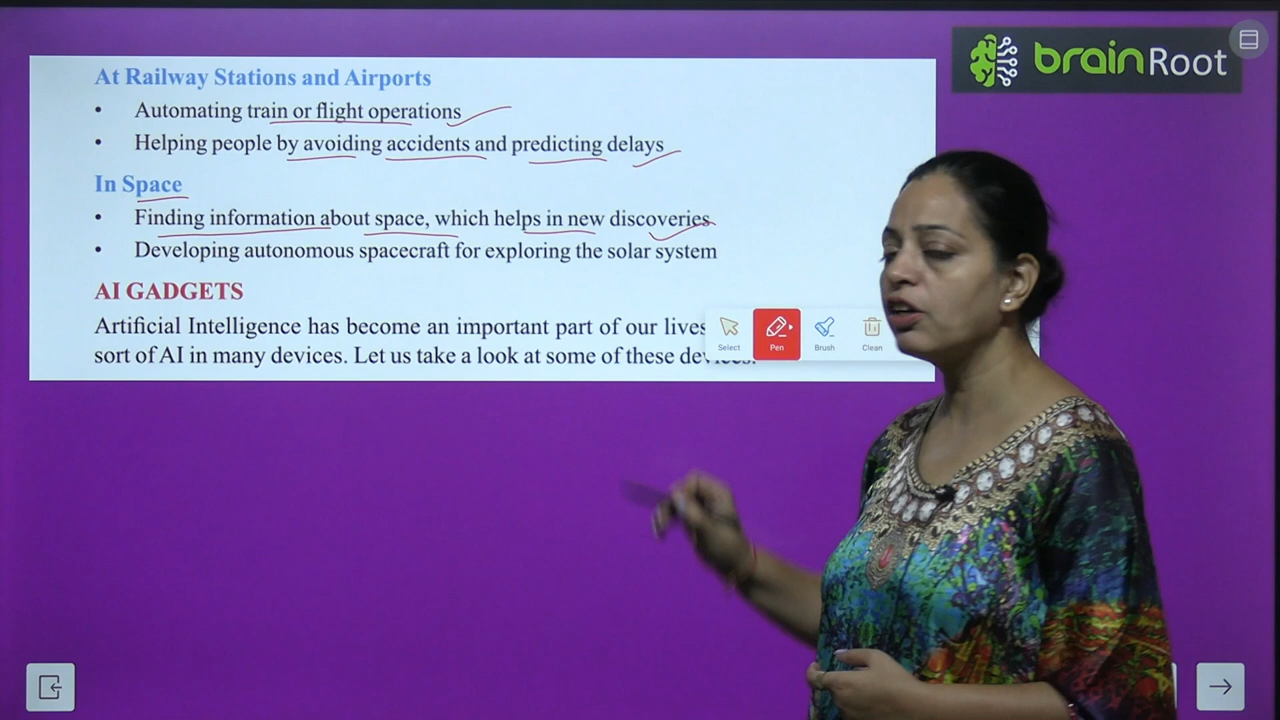 brainRoot
At Railway Stations and Airports
• Automating train or flight operations
• Helping people by avoiding accidents and predicting delays
In Space
• Finding information about space, which helps in new discoveries
• Developing autonomous spacecraft for exploring the solar system
AI GADGETS
Artificial Intelligence has become an important part of our lives
sort of AI in many devices. Let us take a look at some of these devices.
Select Pen Brush Clean